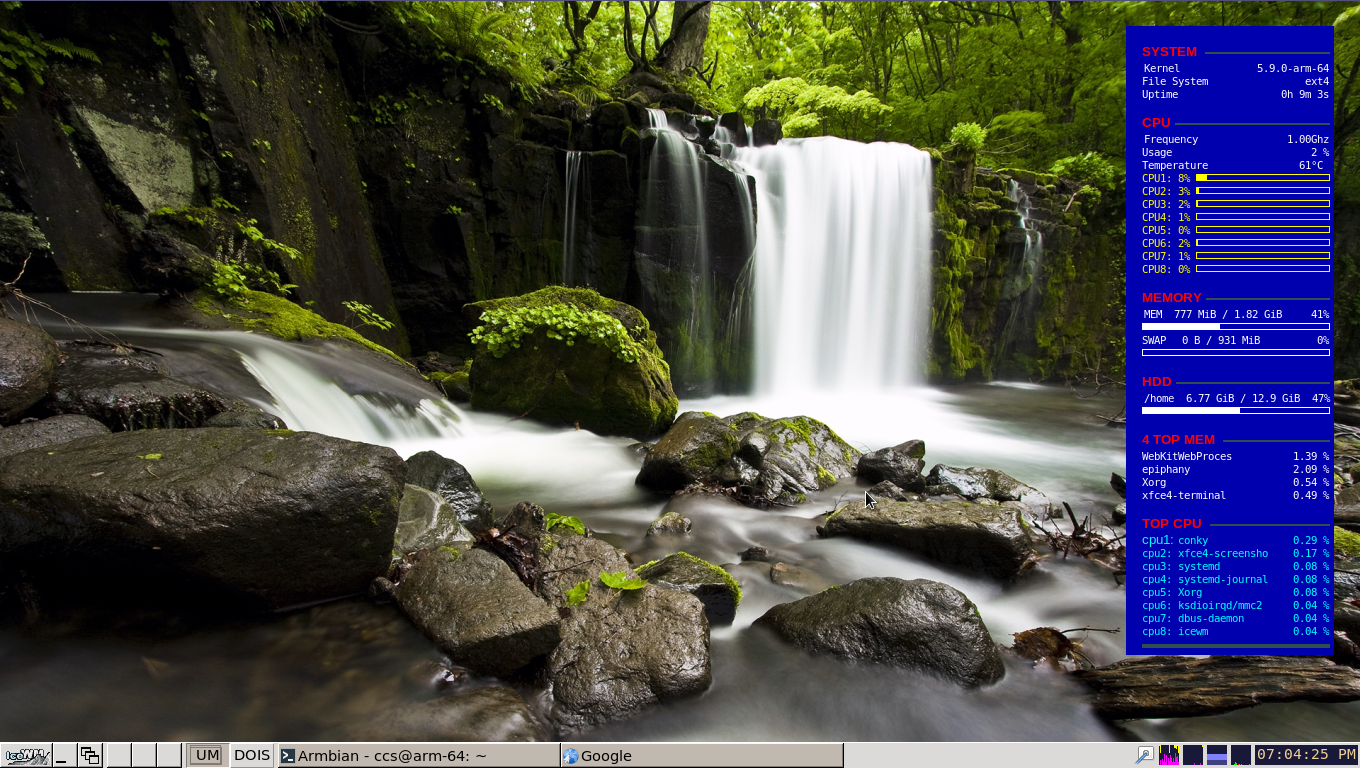 SYSTEM
Kernel 5.9.0-arm-64
File System ext4
Uptime 0h 9m 3s
CPU
Frequency 1.00Ghz
Usage 2 %
Temperature 61°C
CPU1: 8%
CPU2: 3%
CPU3: 2%
CPU4: 1%
CPU5: 0%
CPU6: 2%
CPU7: 1%
CPU8: 0%
MEMORY
MEM 777 MiB / 1.82 GiB 41%
SWAP 0 B / 931 MiB 0%
HDD
/home 6.77 GiB / 12.9 GiB 47%
4 TOP MEM
WebKitWebProces 1.39 %
epiphany 2.09 %
Xorg 0.54 %
xfce4-terminal 0.49 %
TOP CPU
cpu1: conky 0.29 %
cpu2: xfce4-screensho 0.17 %
cpu3: systemd 0.08 %
cpu4: systemd-journal 0.08 %
cpu5: Xorg 0.08 %
cpu6: ksdioirqd/mmc2 0.04 %
cpu7: dbus-daemon 0.04 %
cpu8: icewm 0.04 %
IceWM UM DOIS Armbian - ccs@arm-64: ~ Google 07:04:25 PM